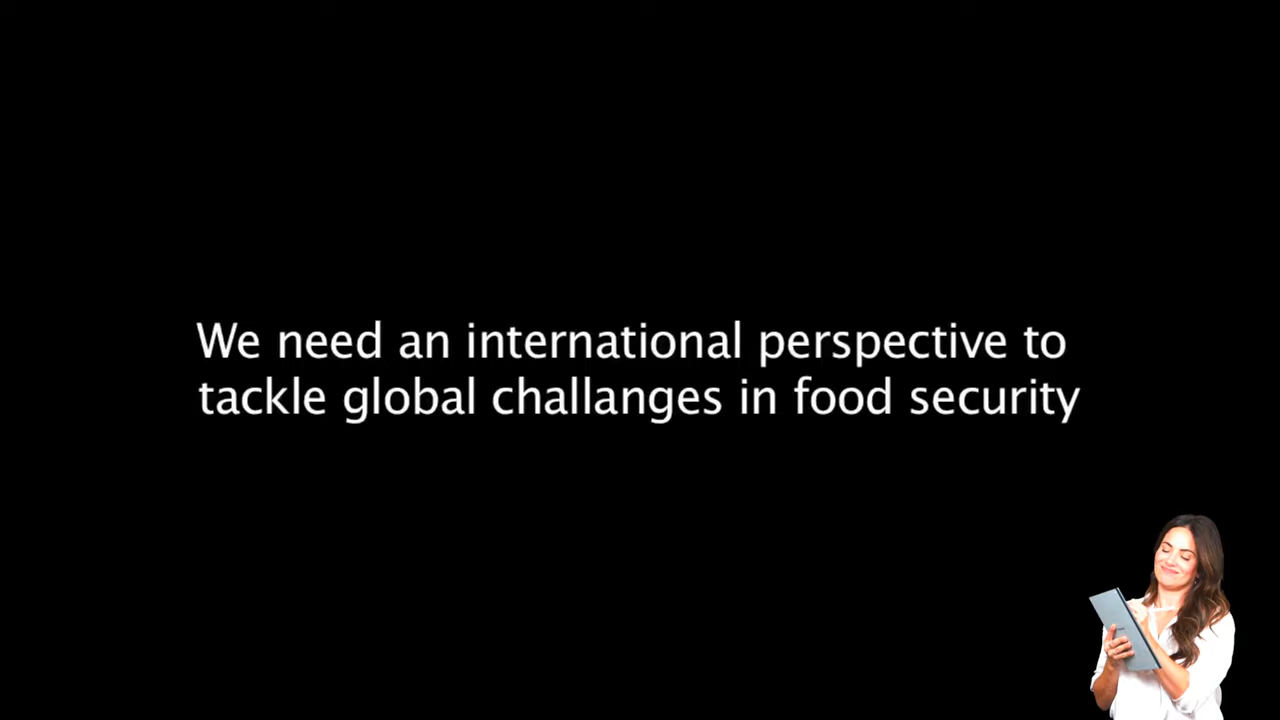 We need an international perspective to
tackle global challanges in food security